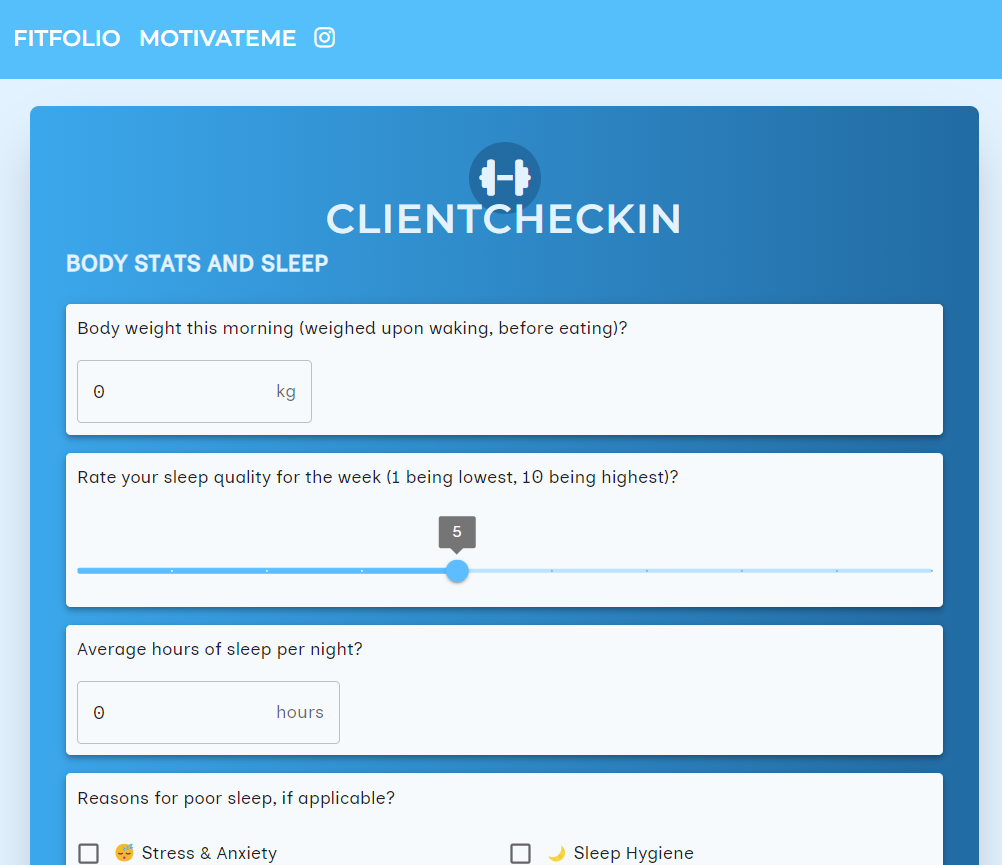 FITFOLIO MOTIVATEME
CLIENTCHECKIN
BODY STATS AND SLEEP
Body weight this morning (weighed upon waking, before eating)?
0 kg
Rate your sleep quality for the week (1 being lowest, 10 being highest)?
5
Average hours of sleep per night?
0 hours
Reasons for poor sleep, if applicable?
😴 Stress & Anxiety 🌙 Sleep Hygiene